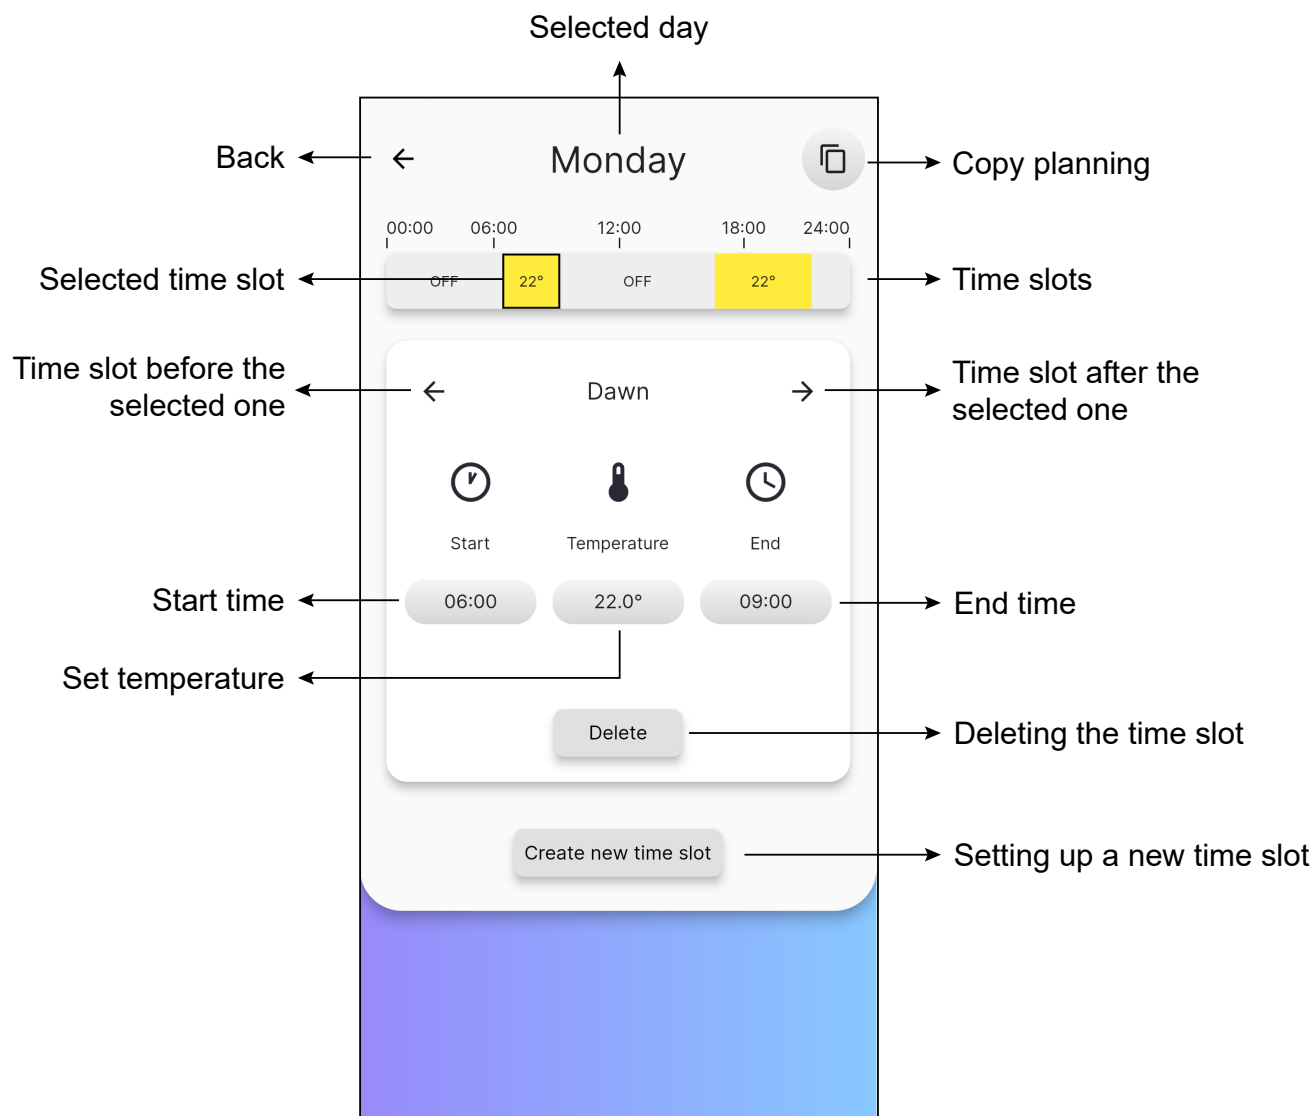 Selected day
Back
Monday
Copy planning
00:00 06:00 12:00 18:00 24:00
Selected time slot
OFF 22° OFF 22°
Time slots
Time slot before the
selected one
Dawn
Time slot after the
selected one
Start Temperature End
Start time
06:00 22.0° 09:00
End time
Set temperature
Delete
Deleting the time slot
Create new time slot
Setting up a new time slot